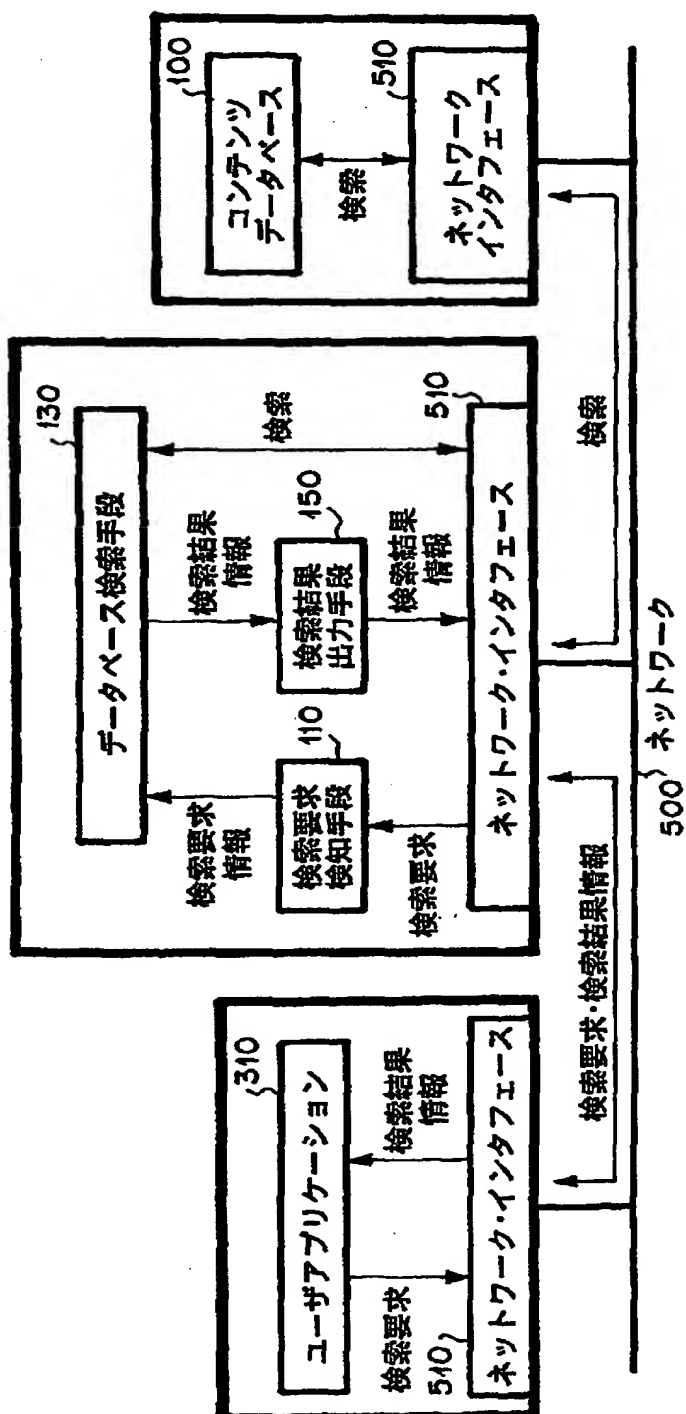 310
ユーザアプリケーション
検索要求
検索結果
情報
510
ネットワーク・インタフェース
130
データベース検索手段
検索要求
情報
検索結果
情報
検索
110
検索要求
検知手段
150
検索結果
出力手段
検索要求
検索結果
情報
510
ネットワーク・インタフェース
100
コンテンツ
データベース
検索
510
ネットワーク
インタフェース
検索要求・検索結果情報
検索
500 ネットワーク